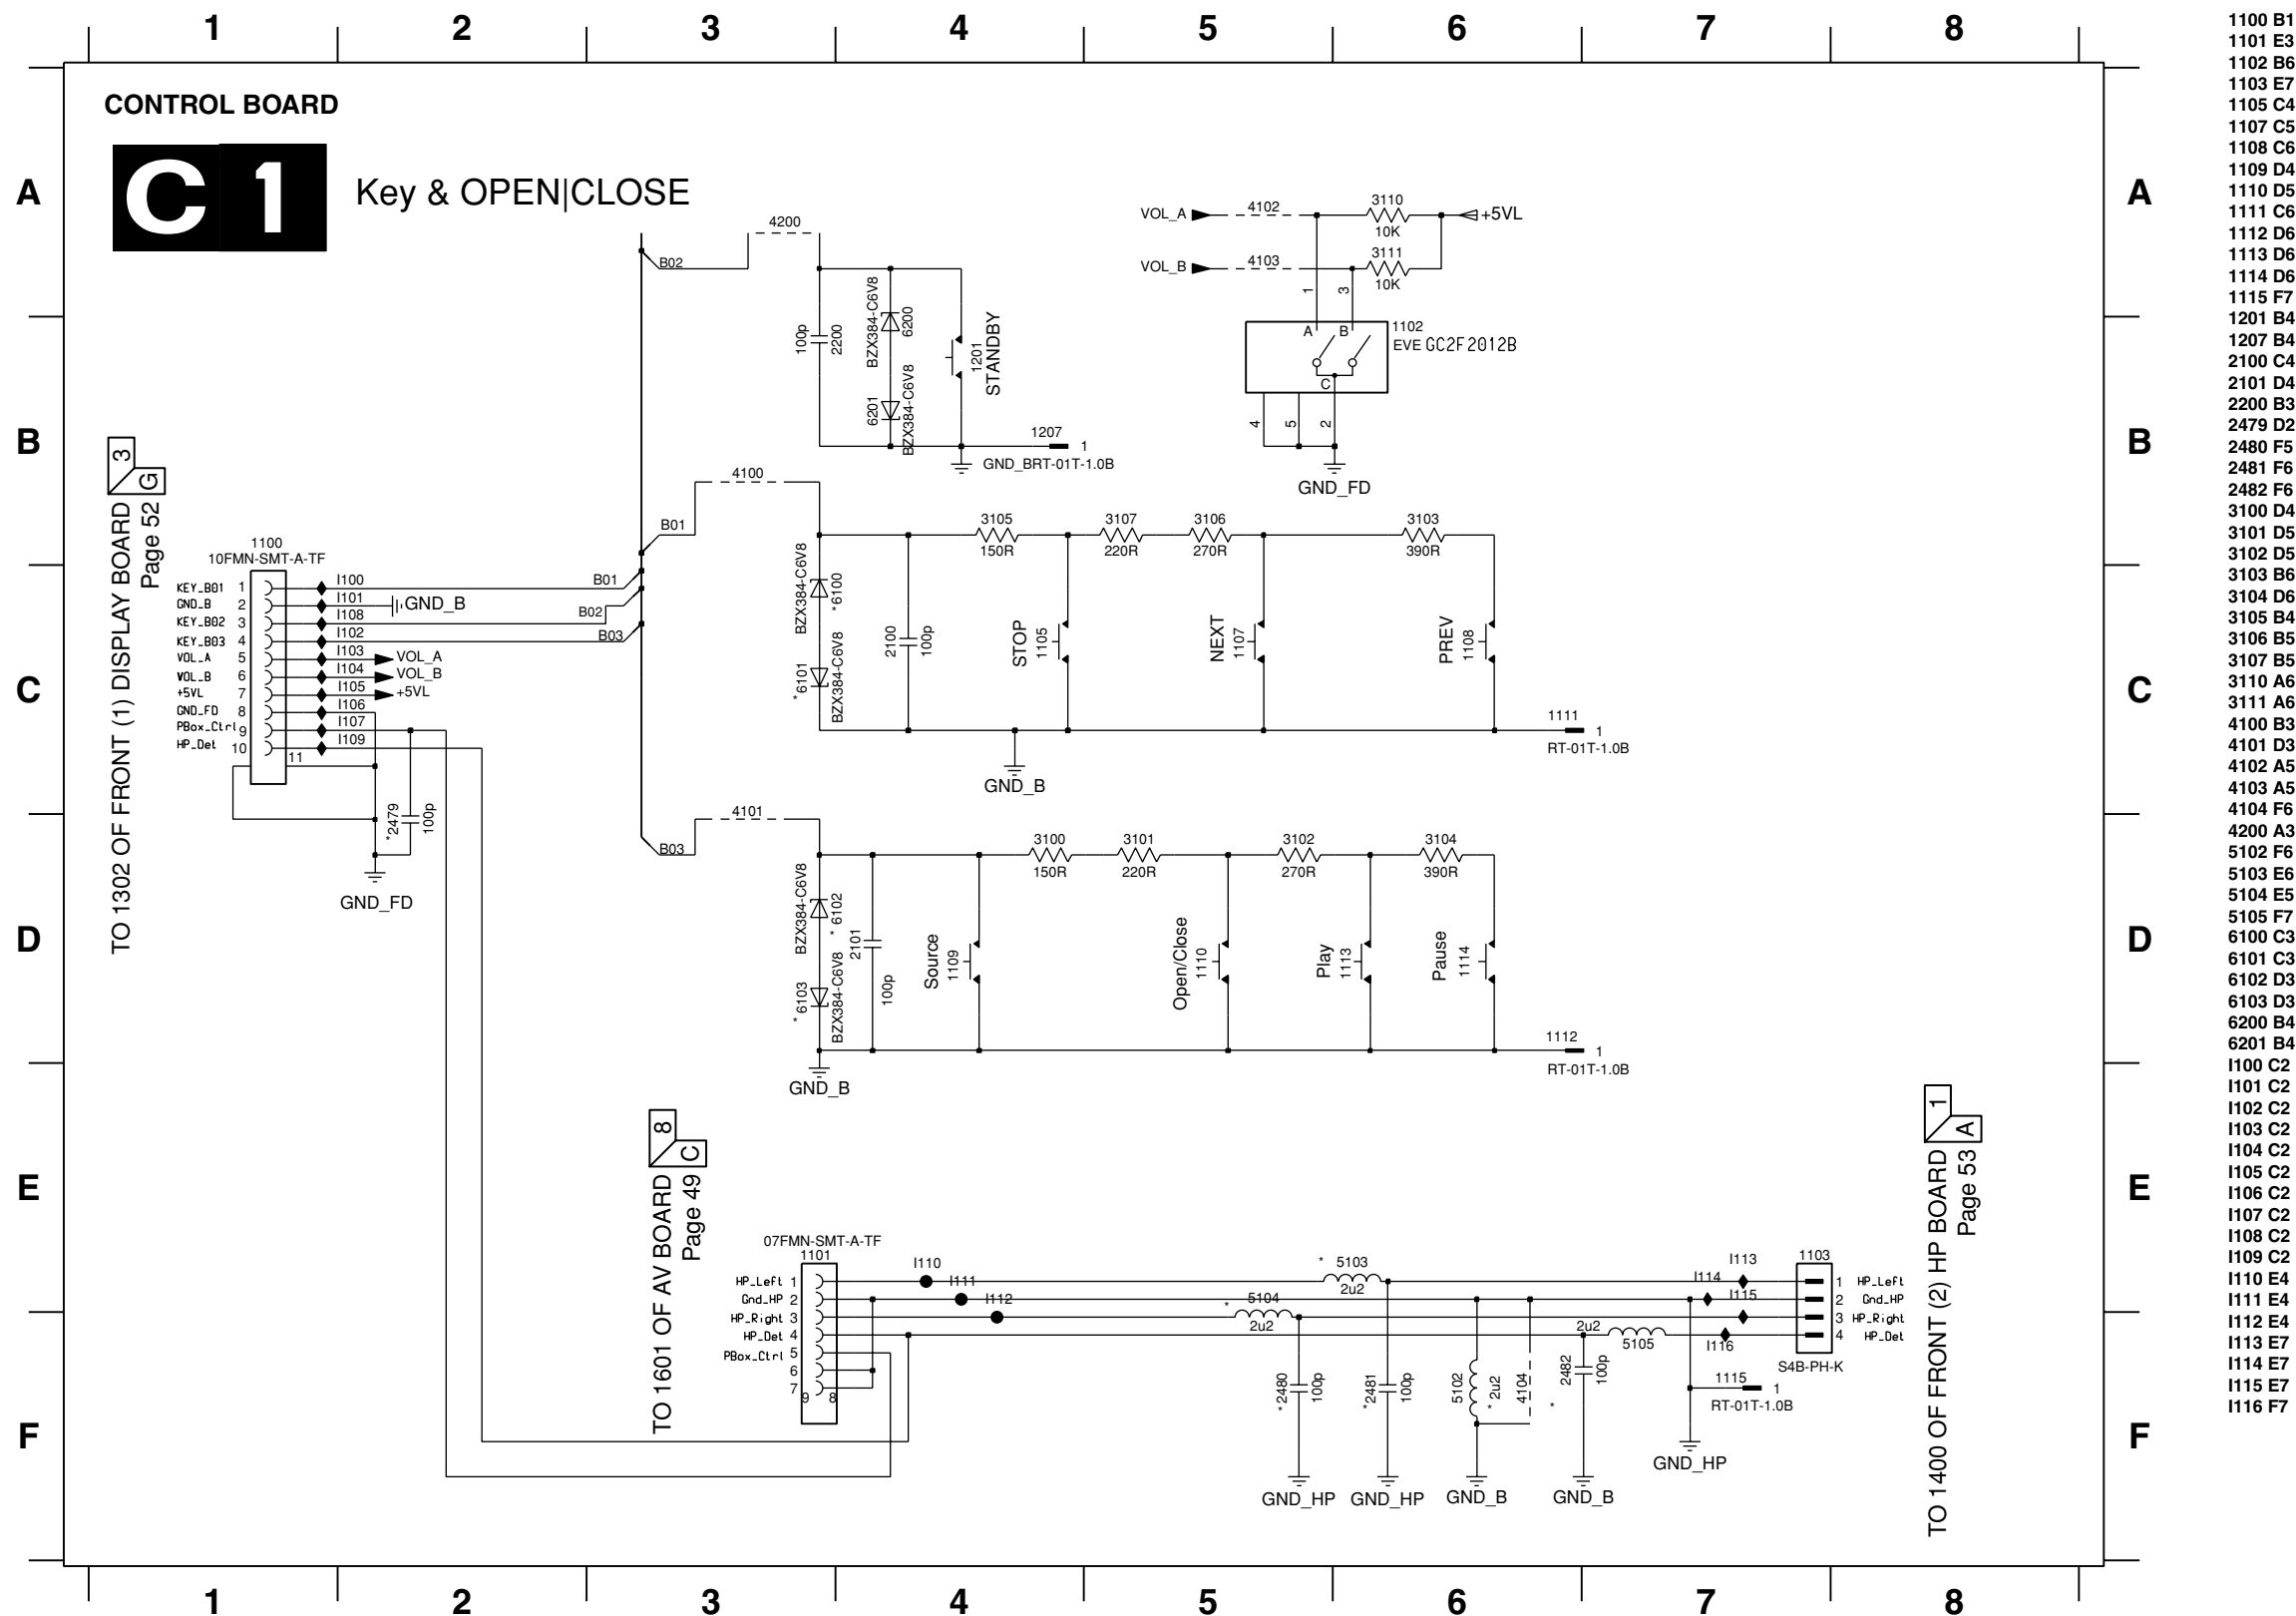 1 2 3 4 5 6 7 8
CONTROL BOARD
C 1
Key & OPEN|CLOSE
A
A
4200
B02
100p
2200
BZX384-C6V8
6200
6201
BZX384-C6V8
1201
STANDBY
1207
1
GND_BRT-01T-1.0B
VOL_A
4102
3110
10K
+5VL
VOL_B
4103
3111
10K
1
3
A B
C
1102
EVE GC2F2012B
4
5
2
GND_FD
B
B
3
G
TO 1302 OF FRONT (1) DISPLAY BOARD
Page 52
1100
10FMN-SMT-A-TF
KEY_B01 1 I100 B01
GND_B 2 I101 GND_B
KEY_B02 3 I108 B02
KEY_B03 4 I102 B03
VOL_A 5 I103 VOL_A
VOL_B 6 I104 VOL_B
+5VL 7 I105 +5VL
GND_FD 8 I106
PBox_Ctrl 9 I107
HP_Det 10 I109
11
*2479
100p
GND_FD
4100
B01
3105
150R
3107
220R
3106
270R
3103
390R
BZX384-C6V8
*6100
*6101
BZX384-C6V8
2100
100p
STOP
1105
NEXT
1107
PREV
1108
1111
1
RT-01T-1.0B
GND_B
C
C
4101
B03
3100
150R
3101
220R
3102
270R
3104
390R
BZX384-C6V8
* 6102
* 6103
BZX384-C6V8
2101
100p
Source
1109
Open/Close
1110
Play
1113
Pause
1114
1112
1
RT-01T-1.0B
GND_B
D
D
8
C
TO 1601 OF AV BOARD
Page 49
07FMN-SMT-A-TF
1101
HP_Left 1
Gnd_HP 2
HP_Right 3
HP_Det 4
PBox_Ctrl 5
6
7
9 8
I110
I111
I112
* 5103
2u2
* 5104
2u2
2u2
5105
I113
I114
I115
I116
*2480
100p
*2481
100p
5102
* 2u2
4104
2482
100p
*
1115
1
RT-01T-1.0B
GND_HP
GND_HP
GND_B
GND_B
GND_HP
1103
1 HP_Left
2 Gnd_HP
3 HP_Right
4 HP_Det
S4B-PH-K
1
A
TO 1400 OF FRONT (2) HP BOARD
Page 53
E
E
F
F
1 2 3 4 5 6 7 8
1100 B1
1101 E3
1102 B6
1103 E7
1105 C4
1107 C5
1108 C6
1109 D4
1110 D5
1111 C6
1112 D6
1113 D6
1114 D6
1115 F7
1201 B4
1207 B4
2100 C4
2101 D4
2200 B3
2479 D2
2480 F5
2481 F6
2482 F6
3100 D4
3101 D5
3102 D5
3103 B6
3104 D6
3105 B4
3106 B5
3107 B5
3110 A6
3111 A6
4100 B3
4101 D3
4102 A5
4103 A5
4104 F6
4200 A3
5102 F6
5103 E6
5104 E5
5105 F7
6100 C3
6101 C3
6102 D3
6103 D3
6200 B4
6201 B4
I100 C2
I101 C2
I102 C2
I103 C2
I104 C2
I105 C2
I106 C2
I107 C2
I108 C2
I109 C2
I110 E4
I111 E4
I112 E4
I113 E7
I114 E7
I115 E7
I116 F7